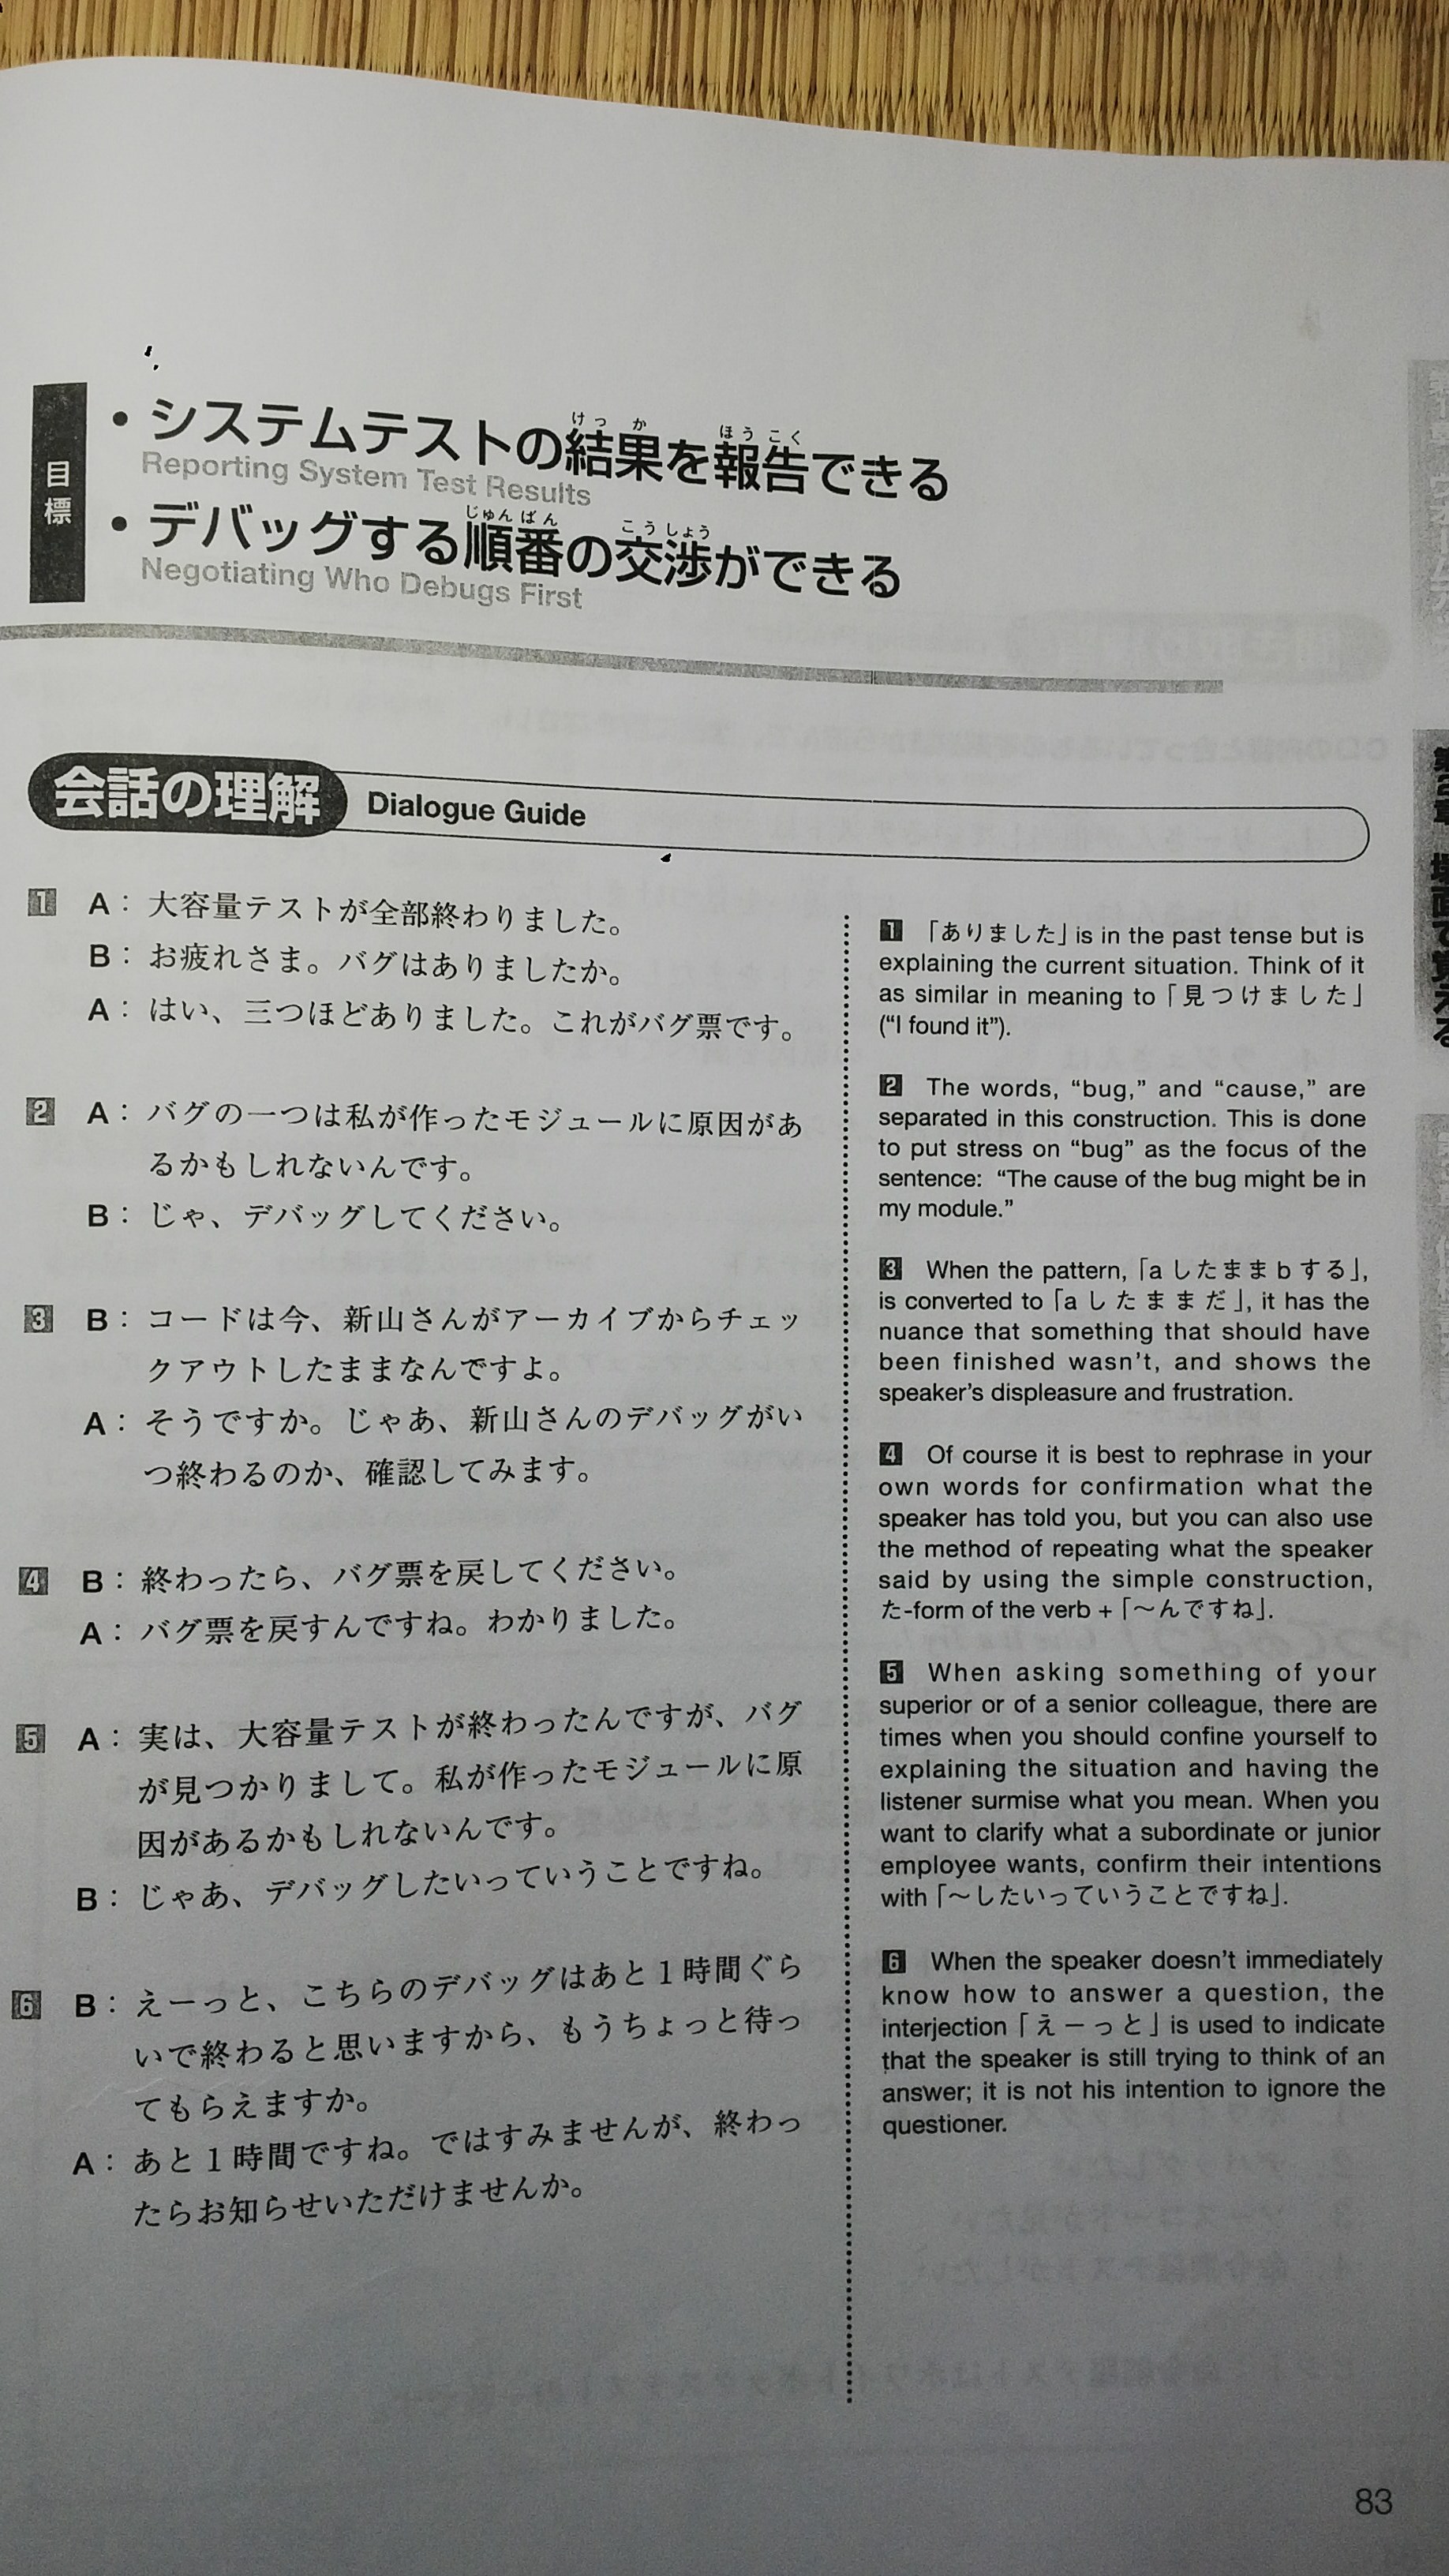 目標
• システムテストの結果を報告できる
けっか ほうこく
Reporting System Test Results
• デバッグする順番の交渉ができる
じゅんばん こうしょう
Negotiating Who Debugs First
会話の理解 Dialogue Guide
1 A：大容量テストが全部終わりました。
B：お疲れさま。バグはありましたか。
A：はい、三つほどありました。これがバグ票です。
2 A：バグの一つは私が作ったモジュールに原因があ
るかもしれないんです。
B：じゃ、デバッグしてください。
3 B：コードは今、新山さんがアーカイブからチェッ
クアウトしたままなんですよ。
A：そうですか。じゃあ、新山さんのデバッグがい
つ終わるのか、確認してみます。
4 B：終わったら、バグ票を戻してください。
A：バグ票を戻すんですね。わかりました。
5 A：実は、大容量テストが終わったんですが、バグ
が見つかりまして。私が作ったモジュールに原
因があるかもしれないんです。
B：じゃあ、デバッグしたいっていうことですね。
6 B：えーっと、こちらのデバッグはあと1時間ぐら
いで終わると思いますから、もうちょっと待っ
てもらえますか。
A：あと1時間ですね。ではすみませんが、終わっ
たらお知らせいただけませんか。
1 「ありました」is in the past tense but is
explaining the current situation. Think of it
as similar in meaning to「見つけました」
(“I found it”).
2 The words, “bug,” and “cause,” are
separated in this construction. This is done
to put stress on “bug” as the focus of the
sentence: “The cause of the bug might be in
my module.”
3 When the pattern,「aしたままbする」,
is converted to「aしたままだ」, it has the
nuance that something that should have
been finished wasn’t, and shows the
speaker’s displeasure and frustration.
4 Of course it is best to rephrase in your
own words for confirmation what the
speaker has told you, but you can also use
the method of repeating what the speaker
said by using the simple construction,
た-form of the verb +「～んですね」.
5 When asking something of your
superior or of a senior colleague, there are
times when you should confine yourself to
explaining the situation and having the
listener surmise what you mean. When you
want to clarify what a subordinate or junior
employee wants, confirm their intentions
with「～したいっていうことですね」.
6 When the speaker doesn’t immediately
know how to answer a question, the
interjection「えーっと」is used to indicate
that the speaker is still trying to think of an
answer; it is not his intention to ignore the
questioner.
83